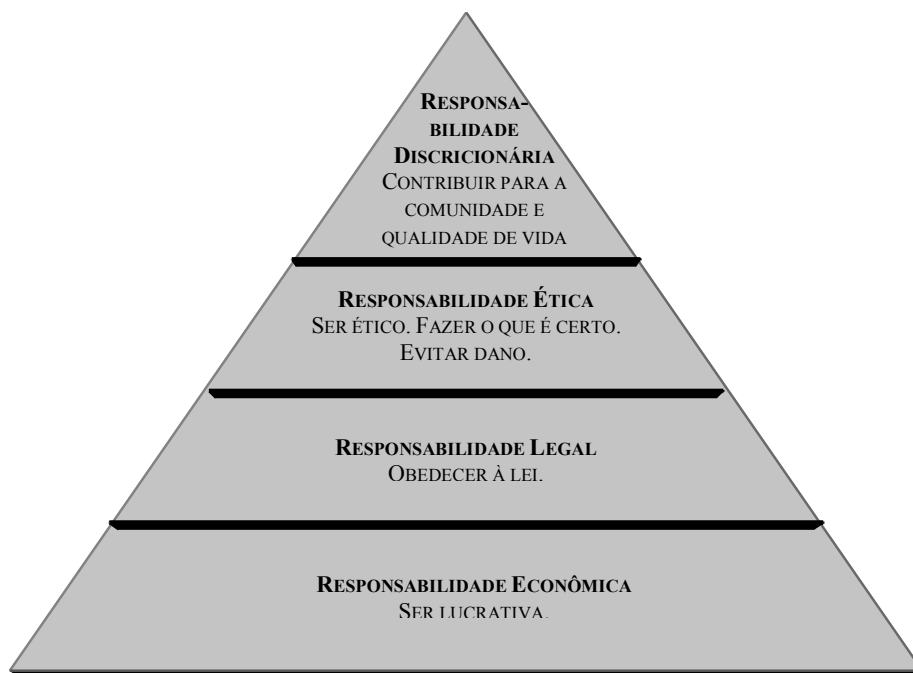 RESPONSA-
BILIDADE
DISCRICIONÁRIA
CONTRIBUIR PARA A
COMUNIDADE E
QUALIDADE DE VIDA
RESPONSABILIDADE ÉTICA
SER ÉTICO. FAZER O QUE É CERTO.
EVITAR DANO.
RESPONSABILIDADE LEGAL
OBEDECER À LEI.
RESPONSABILIDADE ECONÔMICA
SER LUCRATIVA.